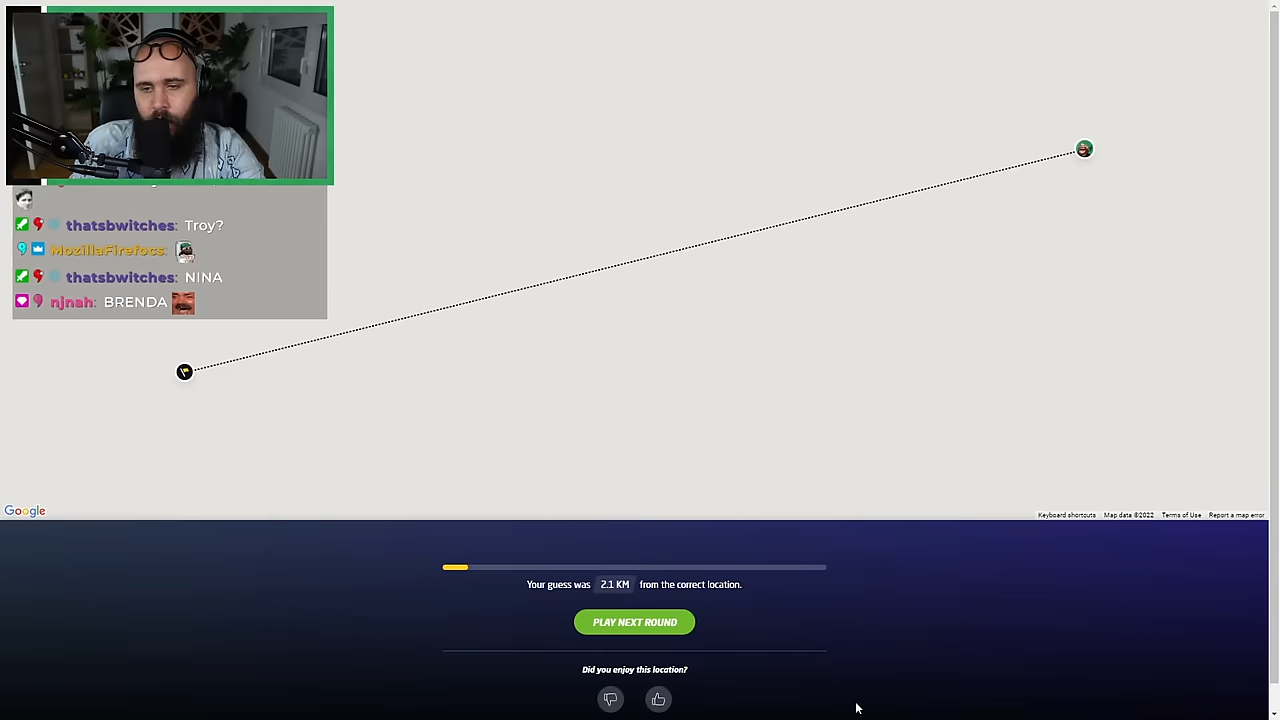 thatsbwitches: Troy?
MozillaFirefocs:
thatsbwitches: NINA
njnah: BRENDA
Google
Keyboard shortcuts Map data ©2022 Terms of Use Report a map error
Your guess was 2.1 KM from the correct location.
PLAY NEXT ROUND
Did you enjoy this location?